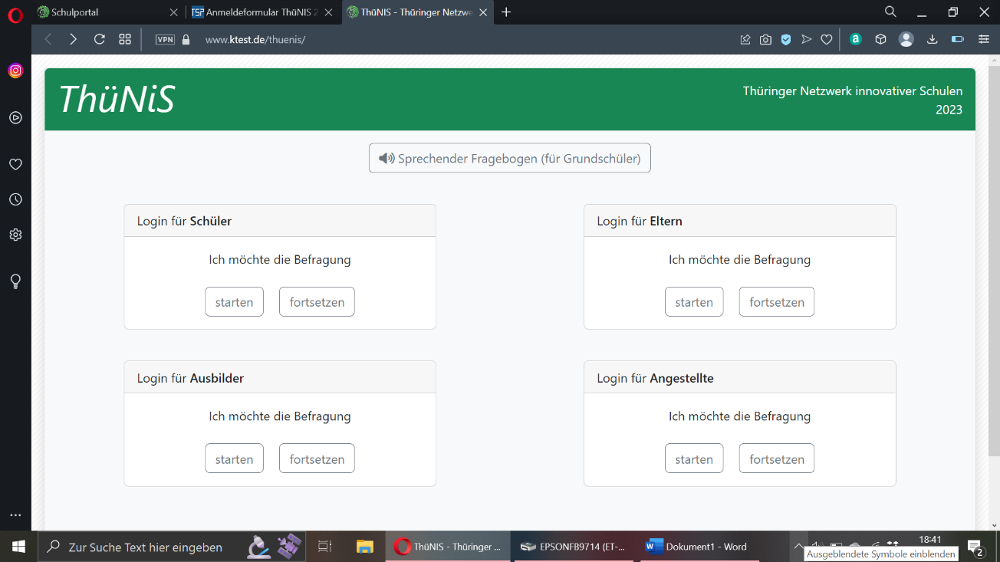 Schulportal
Anmeldeformular ThüNIS 2
ThüNIS - Thüringer Netzwe
VPN
www.ktest.de/thuenis/
ThüNiS
Thüringer Netzwerk innovativer Schulen
2023
Sprechender Fragebogen (für Grundschüler)
Login für Schüler
Ich möchte die Befragung
starten
fortsetzen
Login für Eltern
Ich möchte die Befragung
starten
fortsetzen
Login für Ausbilder
Ich möchte die Befragung
starten
fortsetzen
Login für Angestellte
Ich möchte die Befragung
starten
fortsetzen
Zur Suche Text hier eingeben
ThüNIS - Thüringer ...
EPSONFB9714 (ET-...
Dokument1 - Word
18:41
Ausgeblendete Symbole einblenden
2